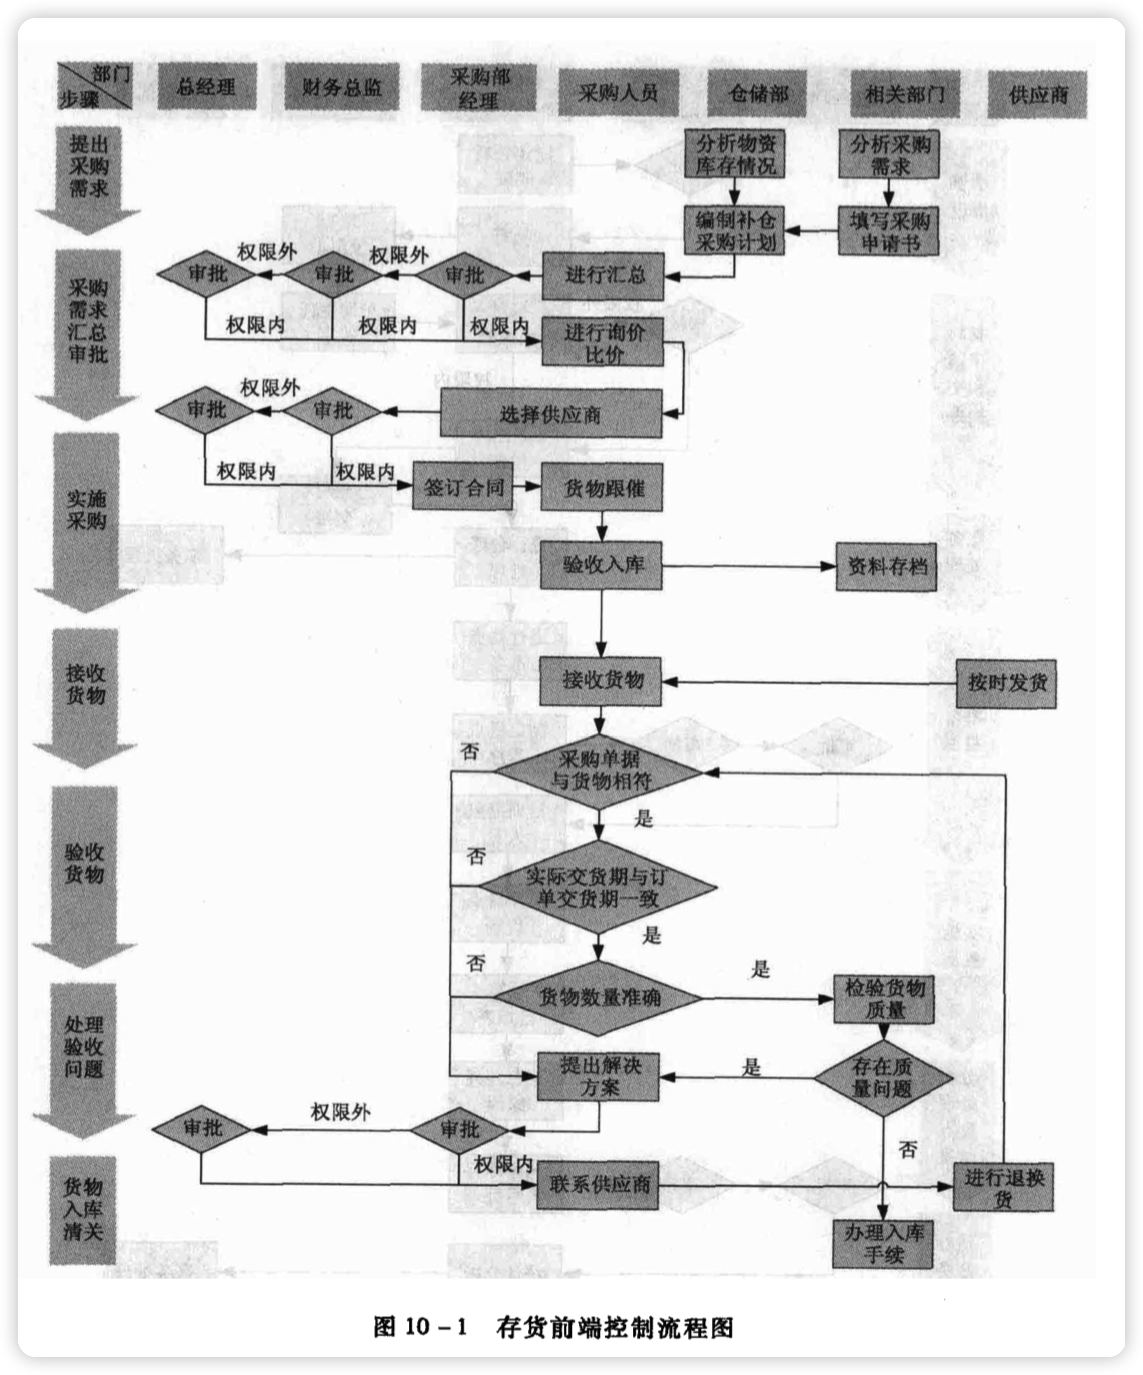 部门
步骤
总经理
财务总监
采购部
经理
采购人员
仓储部
相关部门
供应商
提出
采购
需求
分析物资
库存情况
分析采购
需求
编制补仓
采购计划
填写采购
申请书
采购
需求
汇总
审批
审批
权限外
审批
权限外
审批
进行汇总
权限内
权限内
权限内
进行询价
比价
审批
权限外
审批
选择供应商
权限内
权限内
签订合同
货物跟催
实施
采购
验收入库
资料存档
接收
货物
接收货物
按时发货
否
采购单据
与货物相符
是
验收
货物
否
实际交货期与订
单交货期一致
是
否
货物数量准确
是
检验货物
质量
处理
验收
问题
提出解决
方案
是
存在质
量问题
审批
权限外
审批
否
权限内
货物
入库
清关
联系供应商
进行退换
货
办理入库
手续
图 10-1 存货前端控制流程图